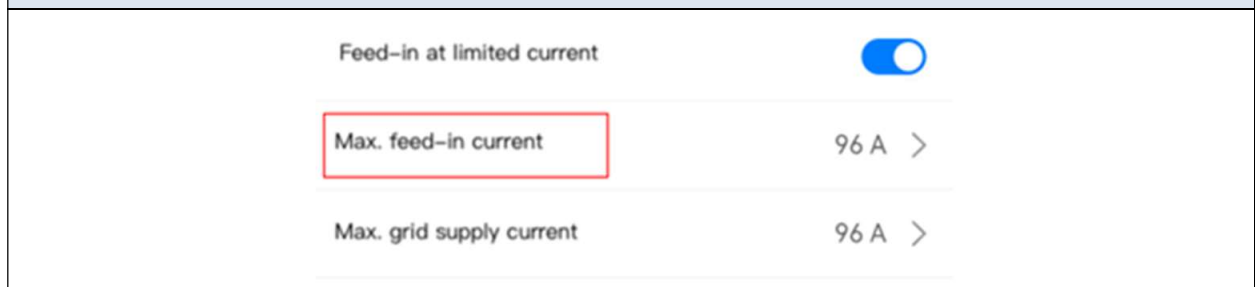 Feed-in at limited current
Max. feed-in current 96 A >
Max. grid supply current 96 A >